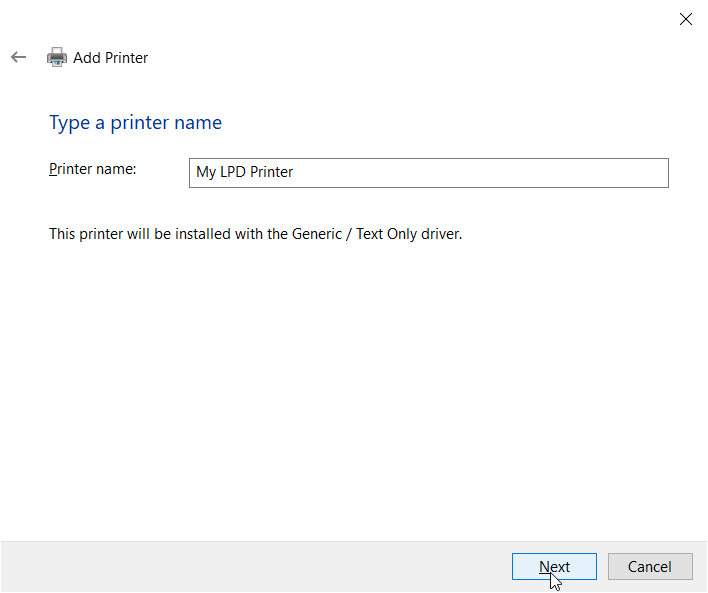 Add Printer
Type a printer name
Printer name:
My LPD Printer
This printer will be installed with the Generic / Text Only driver.
Next
Cancel